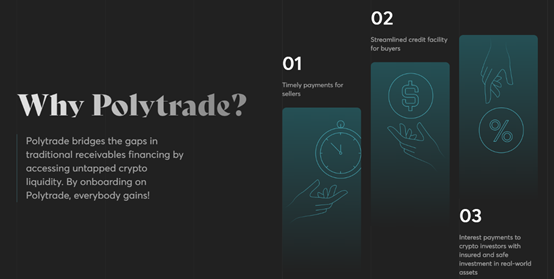 Why Polytrade?
Polytrade bridges the gaps in
traditional receivables financing by
accessing untapped crypto
liquidity. By onboarding on
Polytrade, everybody gains!
01
Timely payments for
sellers
02
Streamlined credit facility
for buyers
$
%
03
Interest payments to
crypto investors with
insured and safe
investment in real-world
assets